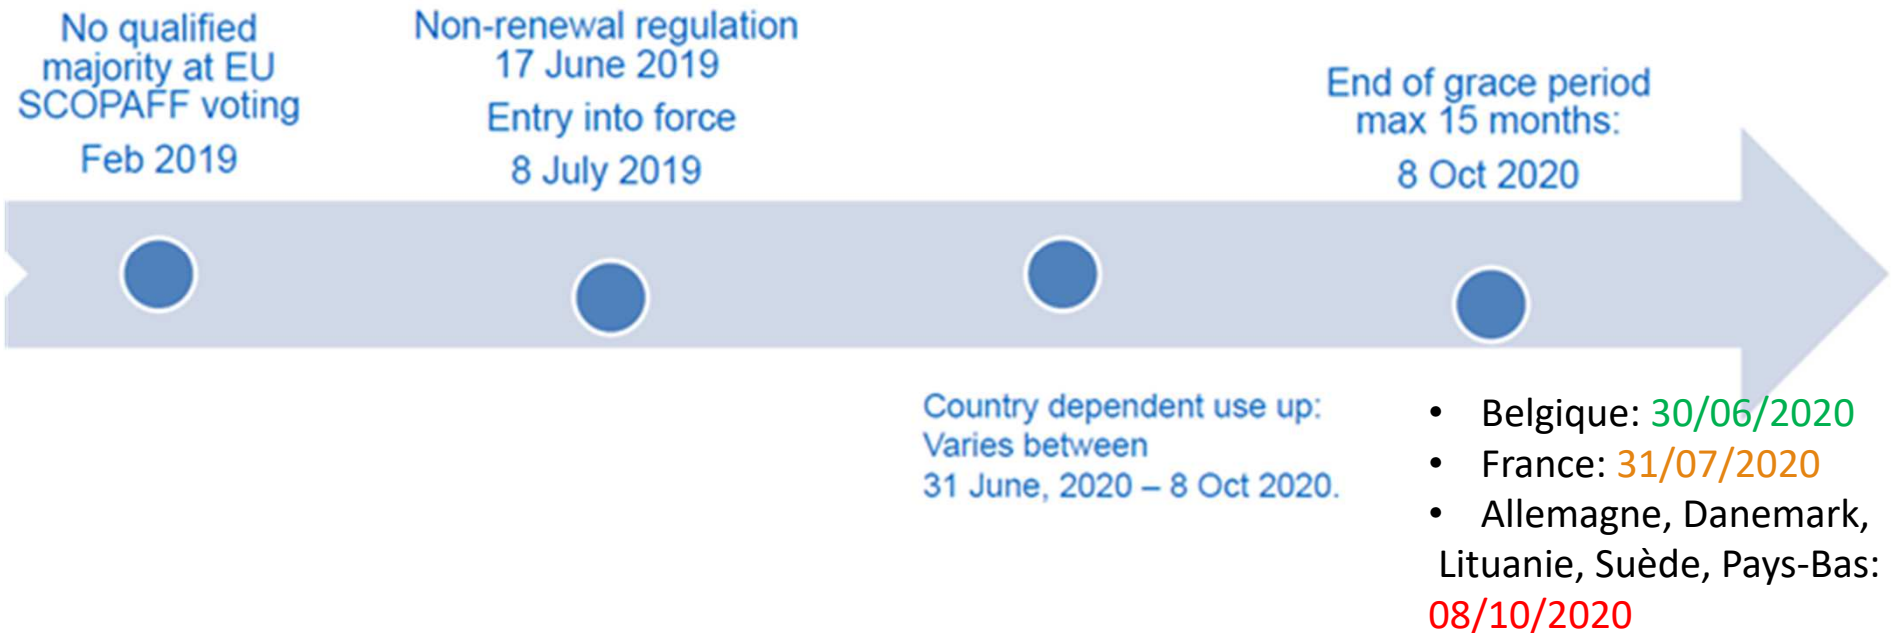 No qualified
majority at EU
SCOPAFF voting
Feb 2019
Non-renewal regulation
17 June 2019
Entry into force
8 July 2019
End of grace period
max 15 months:
8 Oct 2020
Country dependent use up:
Varies between
31 June, 2020 – 8 Oct 2020.
• Belgique: 30/06/2020
• France: 31/07/2020
• Allemagne, Danemark,
Lituanie, Suède, Pays-Bas:
08/10/2020